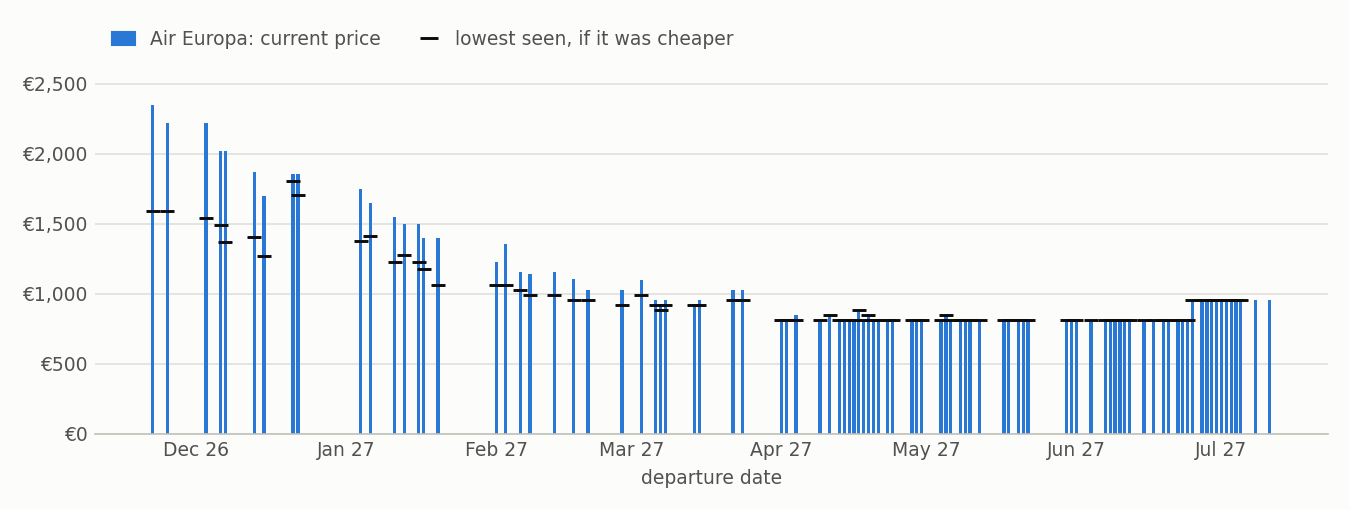 Air Europa: current price
lowest seen, if it was cheaper
€2,500
€2,000
€1,500
€1,000
€500
€0
Dec 26
Jan 27
Feb 27
Mar 27
Apr 27
May 27
Jun 27
Jul 27
departure date